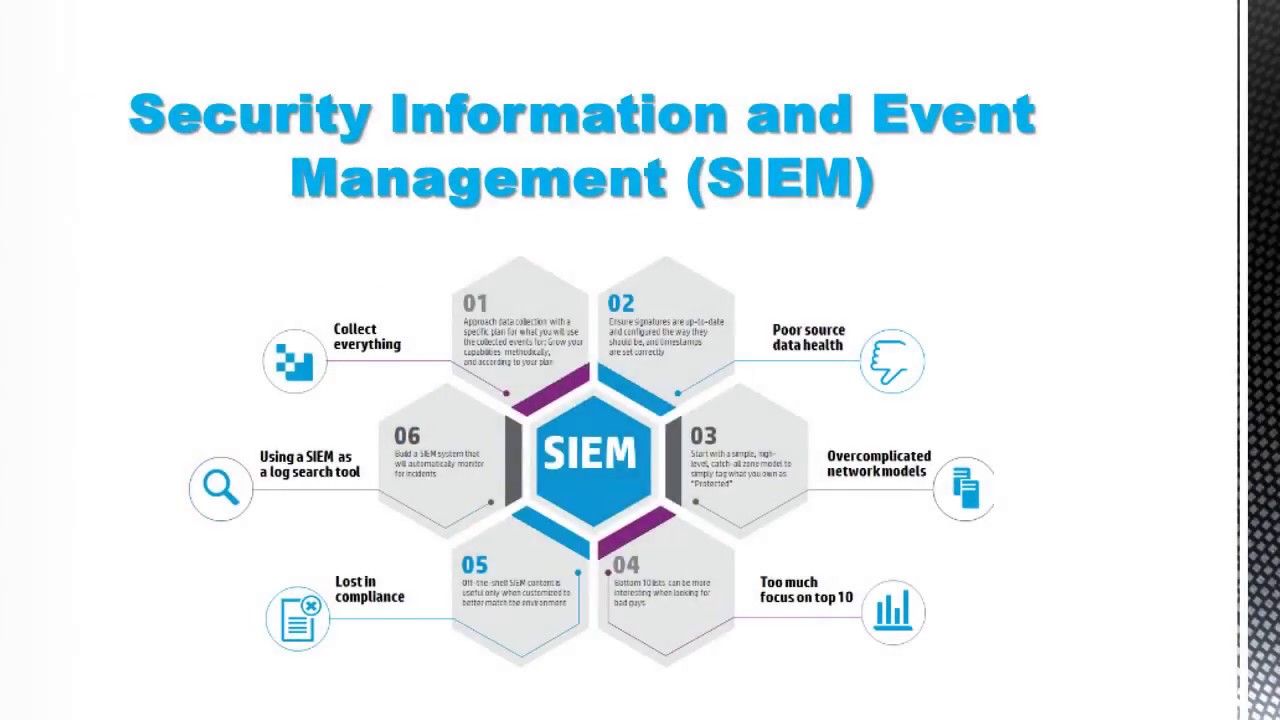 Security Information and Event
Management (SIEM)
Collect
everything
01
Approach data collection with a
specific plan for what you will use
the collected events for; Grow your
capabilities methodically,
and according to your plan
02
Ensure signatures are up-to-date
and configured the way they
should be, and timestamps
are set correctly
Poor source
data health
Using a SIEM as
a log search tool
06
Build a SIEM system that
will automatically monitor
for incidents
SIEM
03
Start with a simple, high-
level, catch-all zone model to
simply tag what you own as
"Protected"
Overcomplicated
network models
Lost in
compliance
05
Off-the-shelf SIEM content is
useful only when customized to
better match the environment
04
Bottom 10 lists can be more
interesting when looking for
bad guys
Too much
focus on top 10